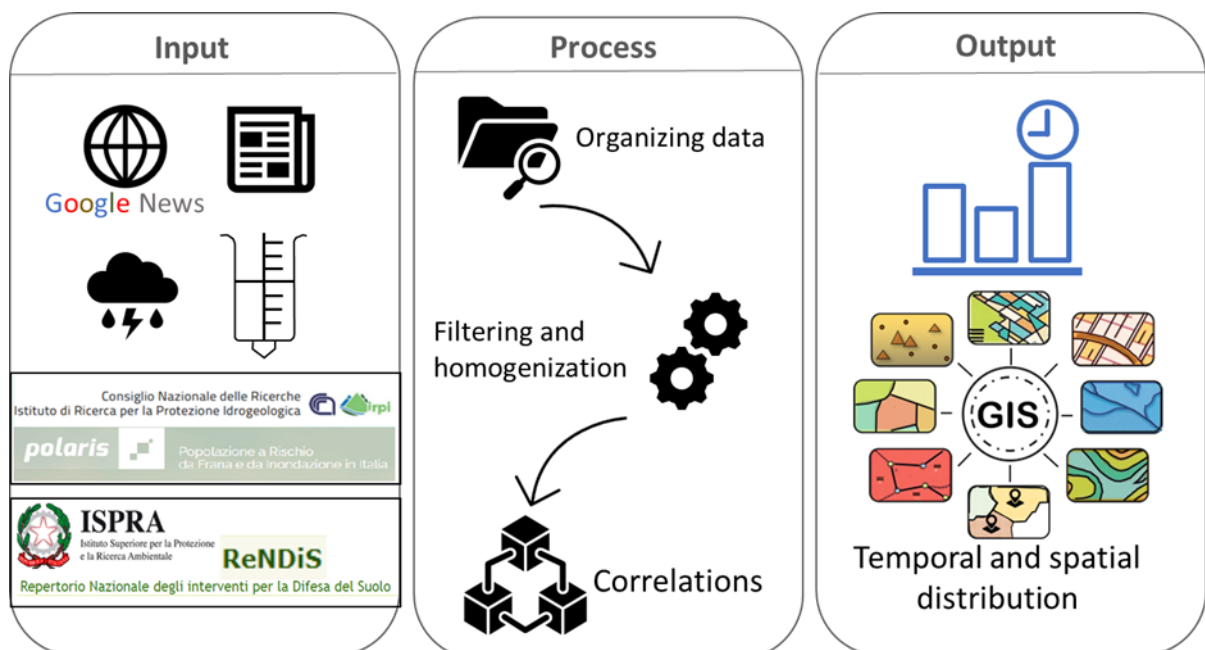 Input
Google News
Consiglio Nazionale delle Ricerche
Istituto di Ricerca per la Protezione Idrogeologica
irpi
polaris
Popolazione a Rischio
da Frana e da Inondazione in Italia
ISPRA
Istituto Superiore per la Protezione
e la Ricerca Ambientale
ReNDiS
Repertorio Nazionale degli interventi per la Difesa del Suolo
Process
Organizing data
Filtering and
homogenization
Correlations
Output
GIS
Temporal and spatial
distribution